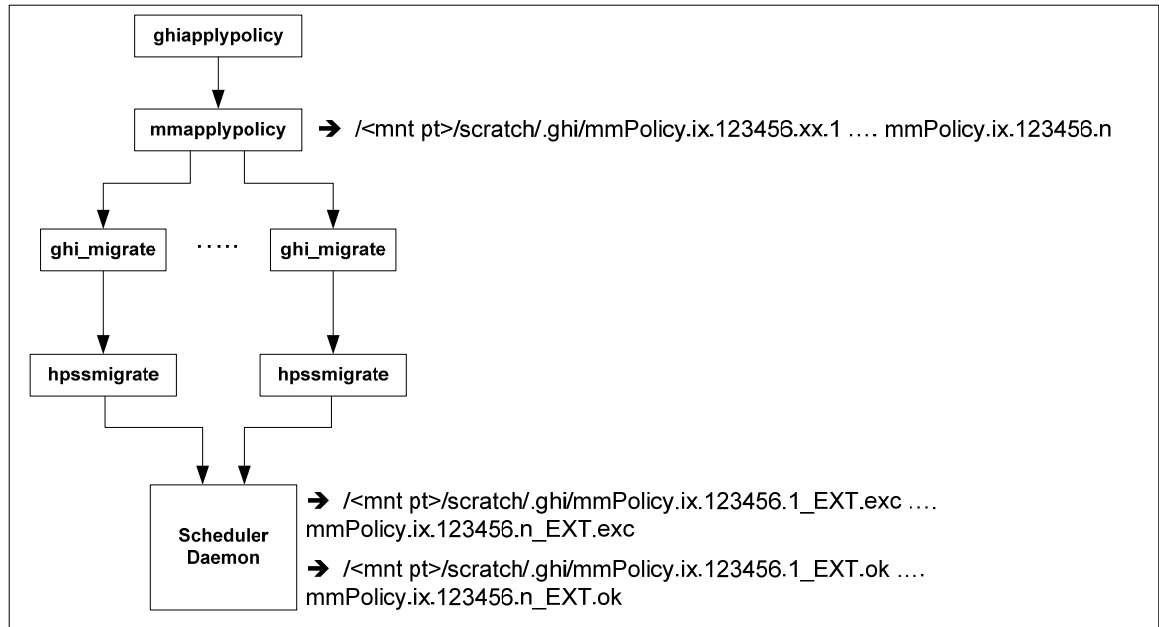 ghiapplypolicy
mmapplypolicy
➔ /<mnt pt>/scratch/.ghi/mmPolicy.ix.123456.xx.1 .... mmPolicy.ix.123456.n
ghi_migrate ..... ghi_migrate
hpssmigrate hpssmigrate
Scheduler
Daemon
➔ /<mnt pt>/scratch/.ghi/mmPolicy.ix.123456.1_EXT.exc ....
mmPolicy.ix.123456.n_EXT.exc
➔ /<mnt pt>/scratch/.ghi/mmPolicy.ix.123456.1_EXT.ok ....
mmPolicy.ix.123456.n_EXT.ok